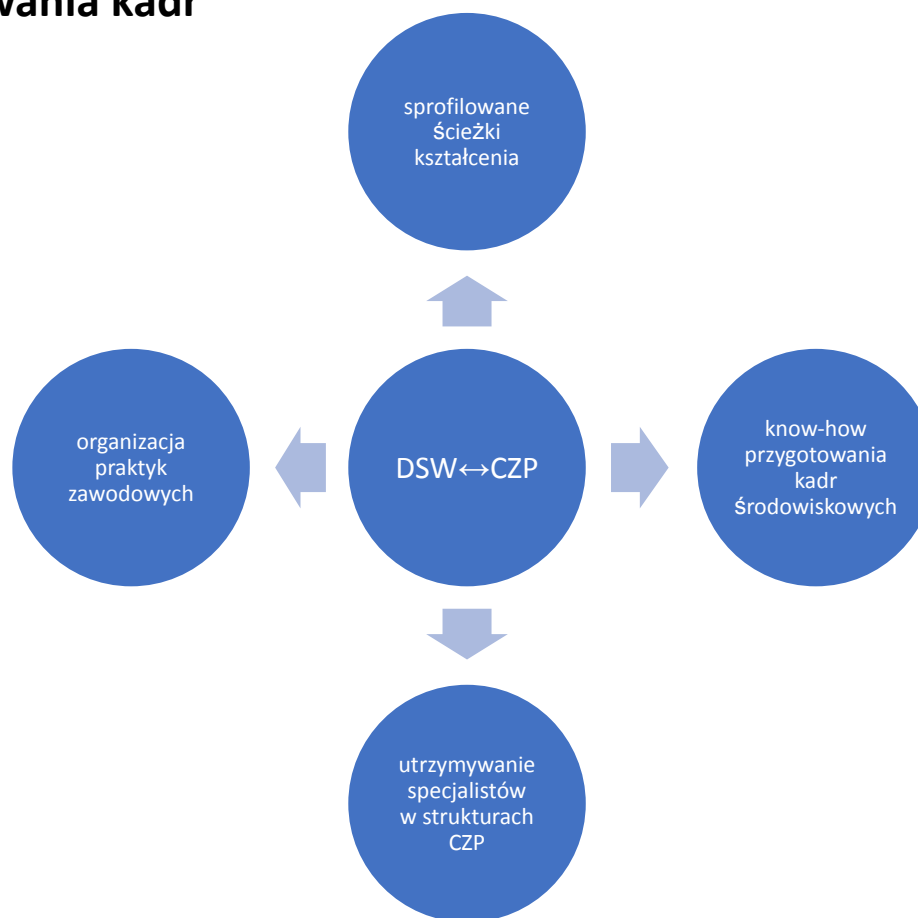 wania kadr
sprofilowane
ścieżki
kształcenia
organizacja
praktyk
zawodowych
DSW↔CZP
know-how
przygotowania
kadr
środowiskowych
utrzymywanie
specjalistów
w strukturach
CZP